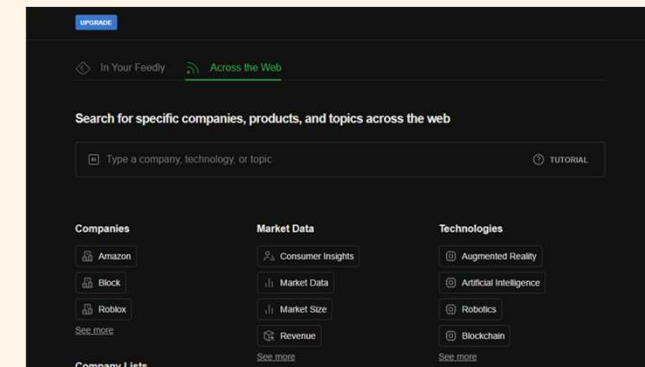 UPGRADE
In Your Feedly Across the Web
Search for specific companies, products, and topics across the web
AI Type a company, technology, or topic
TUTORIAL
Companies
Amazon
Block
Roblox
See more
Company Lists
Market Data
Consumer Insights
Market Data
Market Size
Revenue
See more
Technologies
Augmented Reality
Artificial Intelligence
Robotics
Blockchain
See more